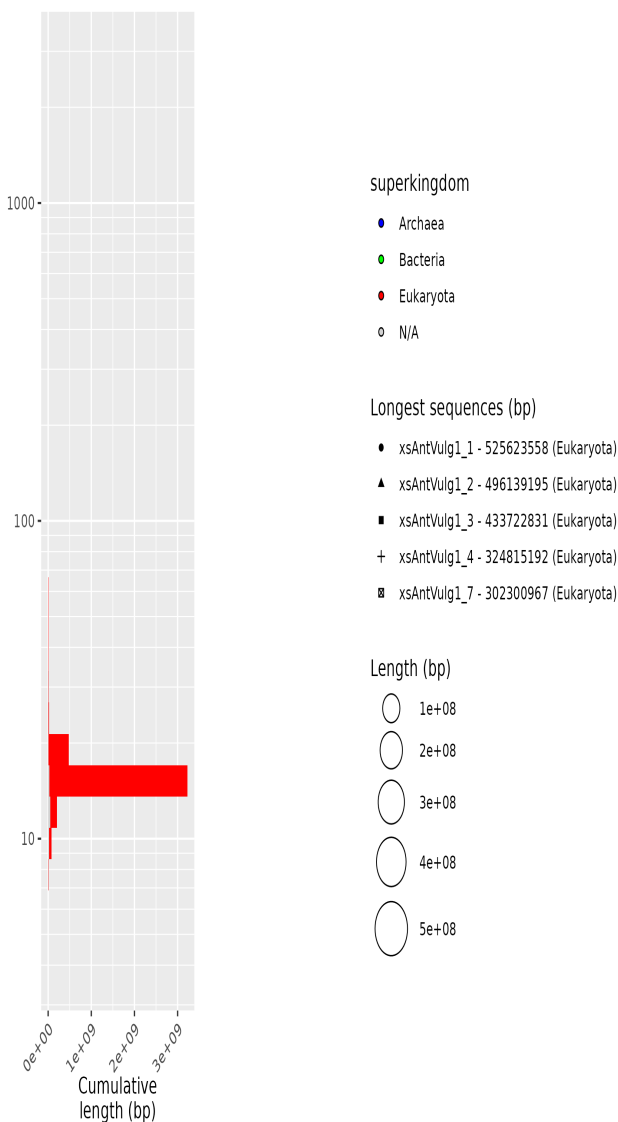 1000
100
10
0e+00
1e+09
2e+09
3e+09
Cumulative
length (bp)
superkingdom
Archaea
Bacteria
Eukaryota
N/A
Longest sequences (bp)
xsAntVulg1_1 - 525623558 (Eukaryota)
xsAntVulg1_2 - 496139195 (Eukaryota)
xsAntVulg1_3 - 433722831 (Eukaryota)
xsAntVulg1_4 - 324815192 (Eukaryota)
xsAntVulg1_7 - 302300967 (Eukaryota)
Length (bp)
1e+08
2e+08
3e+08
4e+08
5e+08